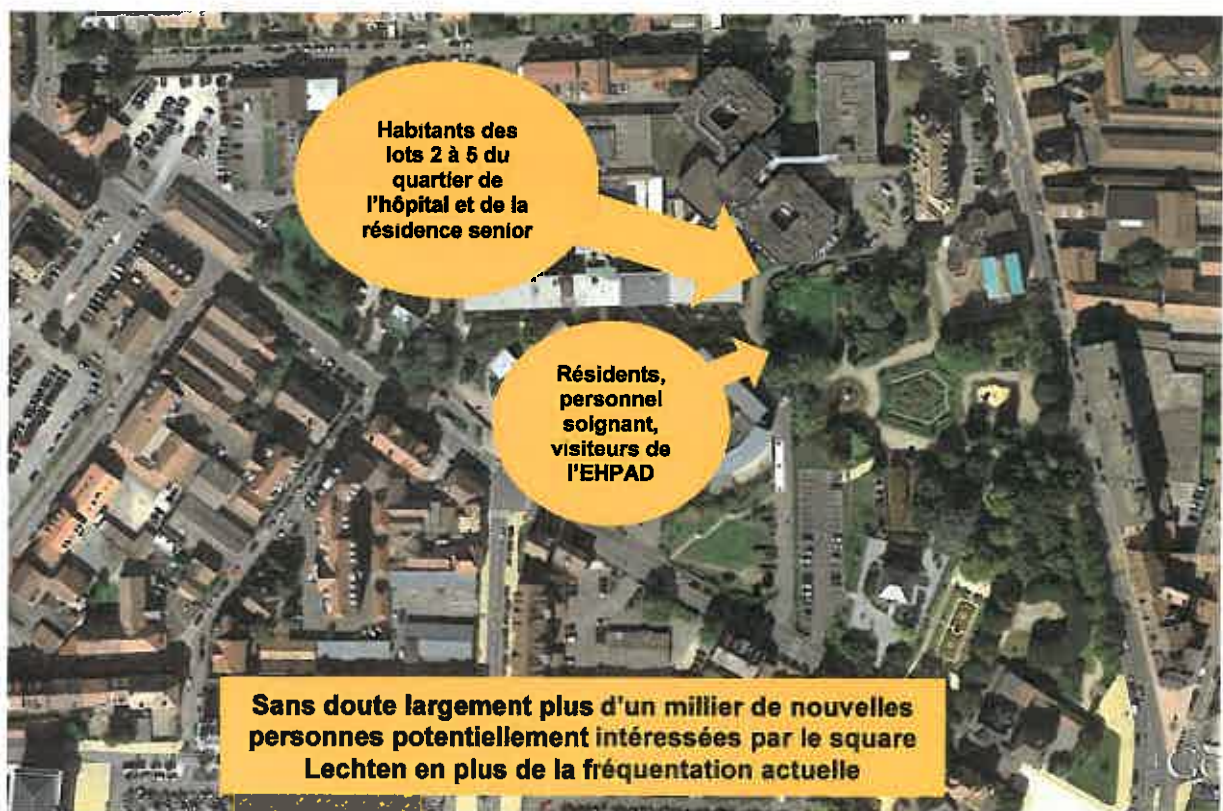 Habitants des
lots 2 à 5 du
quartier de
l'hôpital et de la
résidence senior
Résidents,
personnel
soignant,
visiteurs de
l'EHPAD
Sans doute largement plus d'un millier de nouvelles
personnes potentiellement intéressées par le square
Lechten en plus de la fréquentation actuelle